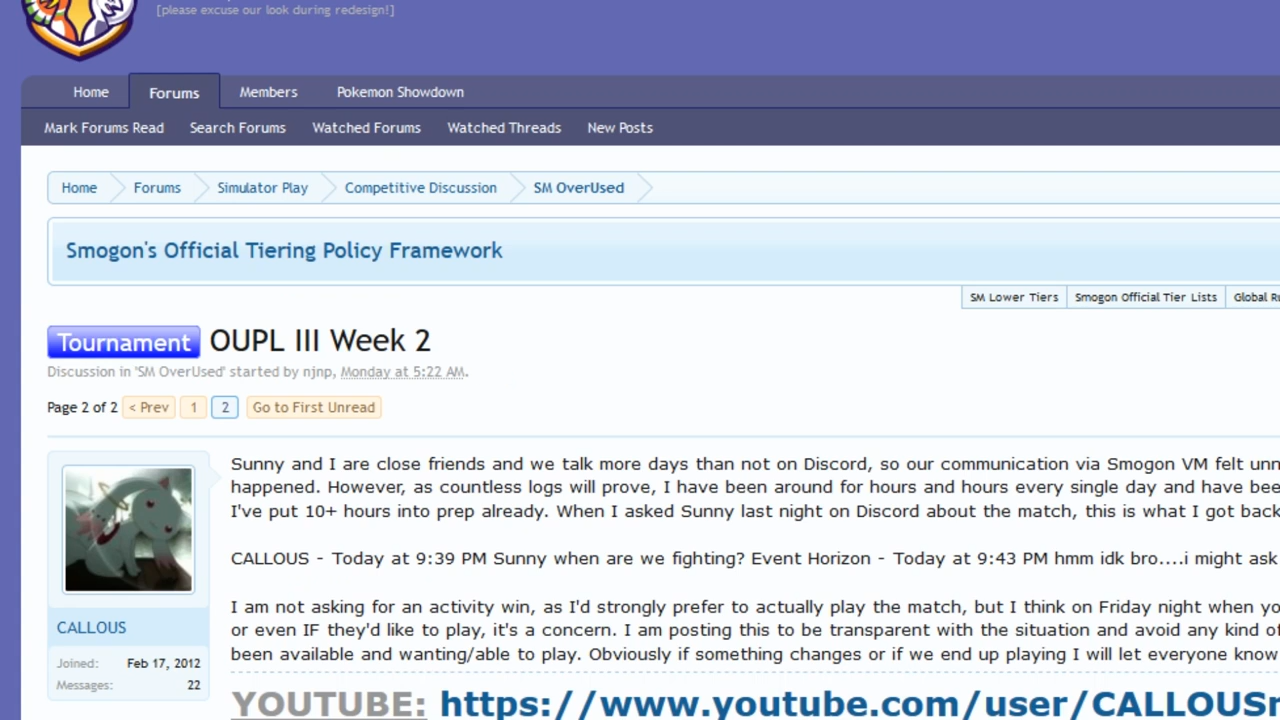 [please excuse our look during redesign!]
Home Forums Members Pokemon Showdown
Mark Forums Read Search Forums Watched Forums Watched Threads New Posts
Home Forums Simulator Play Competitive Discussion SM OverUsed
Smogon's Official Tiering Policy Framework
SM Lower Tiers Smogon Official Tier Lists Global
Tournament OUPL III Week 2
Discussion in 'SM OverUsed' started by njnp, Monday at 5:22 AM.
Page 2 of 2 < Prev 1 2 Go to First Unread
Sunny and I are close friends and we talk more days than not on Discord, so our communication via Smogon VM felt
happened. However, as countless logs will prove, I have been around for hours and hours every single day and have
I've put 10+ hours into prep already. When I asked Sunny last night on Discord about the match, this is what I got back
CALLOUS - Today at 9:39 PM Sunny when are we fighting? Event Horizon - Today at 9:43 PM hmm idk bro....i might ask
I am not asking for an activity win, as I'd strongly prefer to actually play the match, but I think on Friday night when
or even IF they'd like to play, it's a concern. I am posting this to be transparent with the situation and avoid any kind of
been available and wanting/able to play. Obviously if something changes or if we end up playing I will let everyone know
CALLOUS
Joined: Feb 17, 2012
Messages: 22
YOUTUBE: https://www.youtube.com/user/CALLOUS